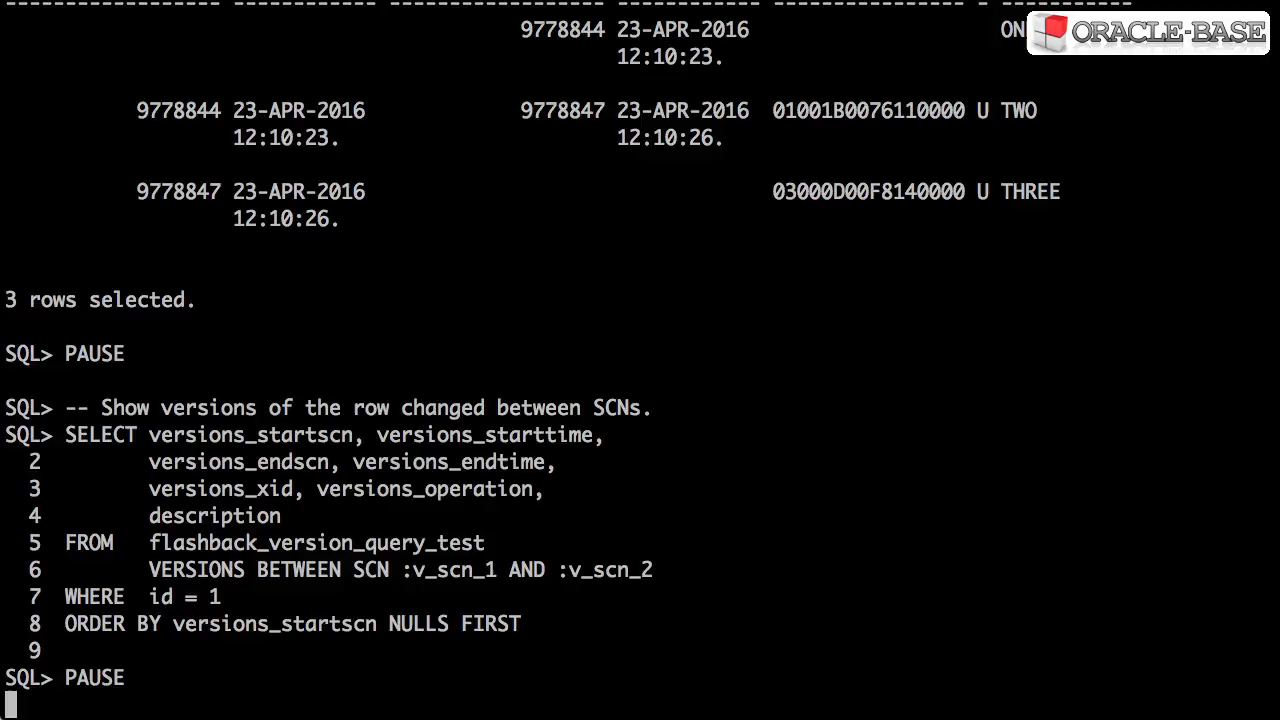 ------------------ ------------ ------------------ ------------ ---------------- - -----------
9778844 23-APR-2016 ON
12:10:23.
9778844 23-APR-2016 9778847 23-APR-2016 01001B0076110000 U TWO
12:10:23. 12:10:26.
9778847 23-APR-2016 03000D00F8140000 U THREE
12:10:26.
3 rows selected.
SQL> PAUSE
SQL> -- Show versions of the row changed between SCNs.
SQL> SELECT versions_startscn, versions_starttime,
2 versions_endscn, versions_endtime,
3 versions_xid, versions_operation,
4 description
5 FROM flashback_version_query_test
6 VERSIONS BETWEEN SCN :v_scn_1 AND :v_scn_2
7 WHERE id = 1
8 ORDER BY versions_startscn NULLS FIRST
9
SQL> PAUSE
ORACLE-BASE